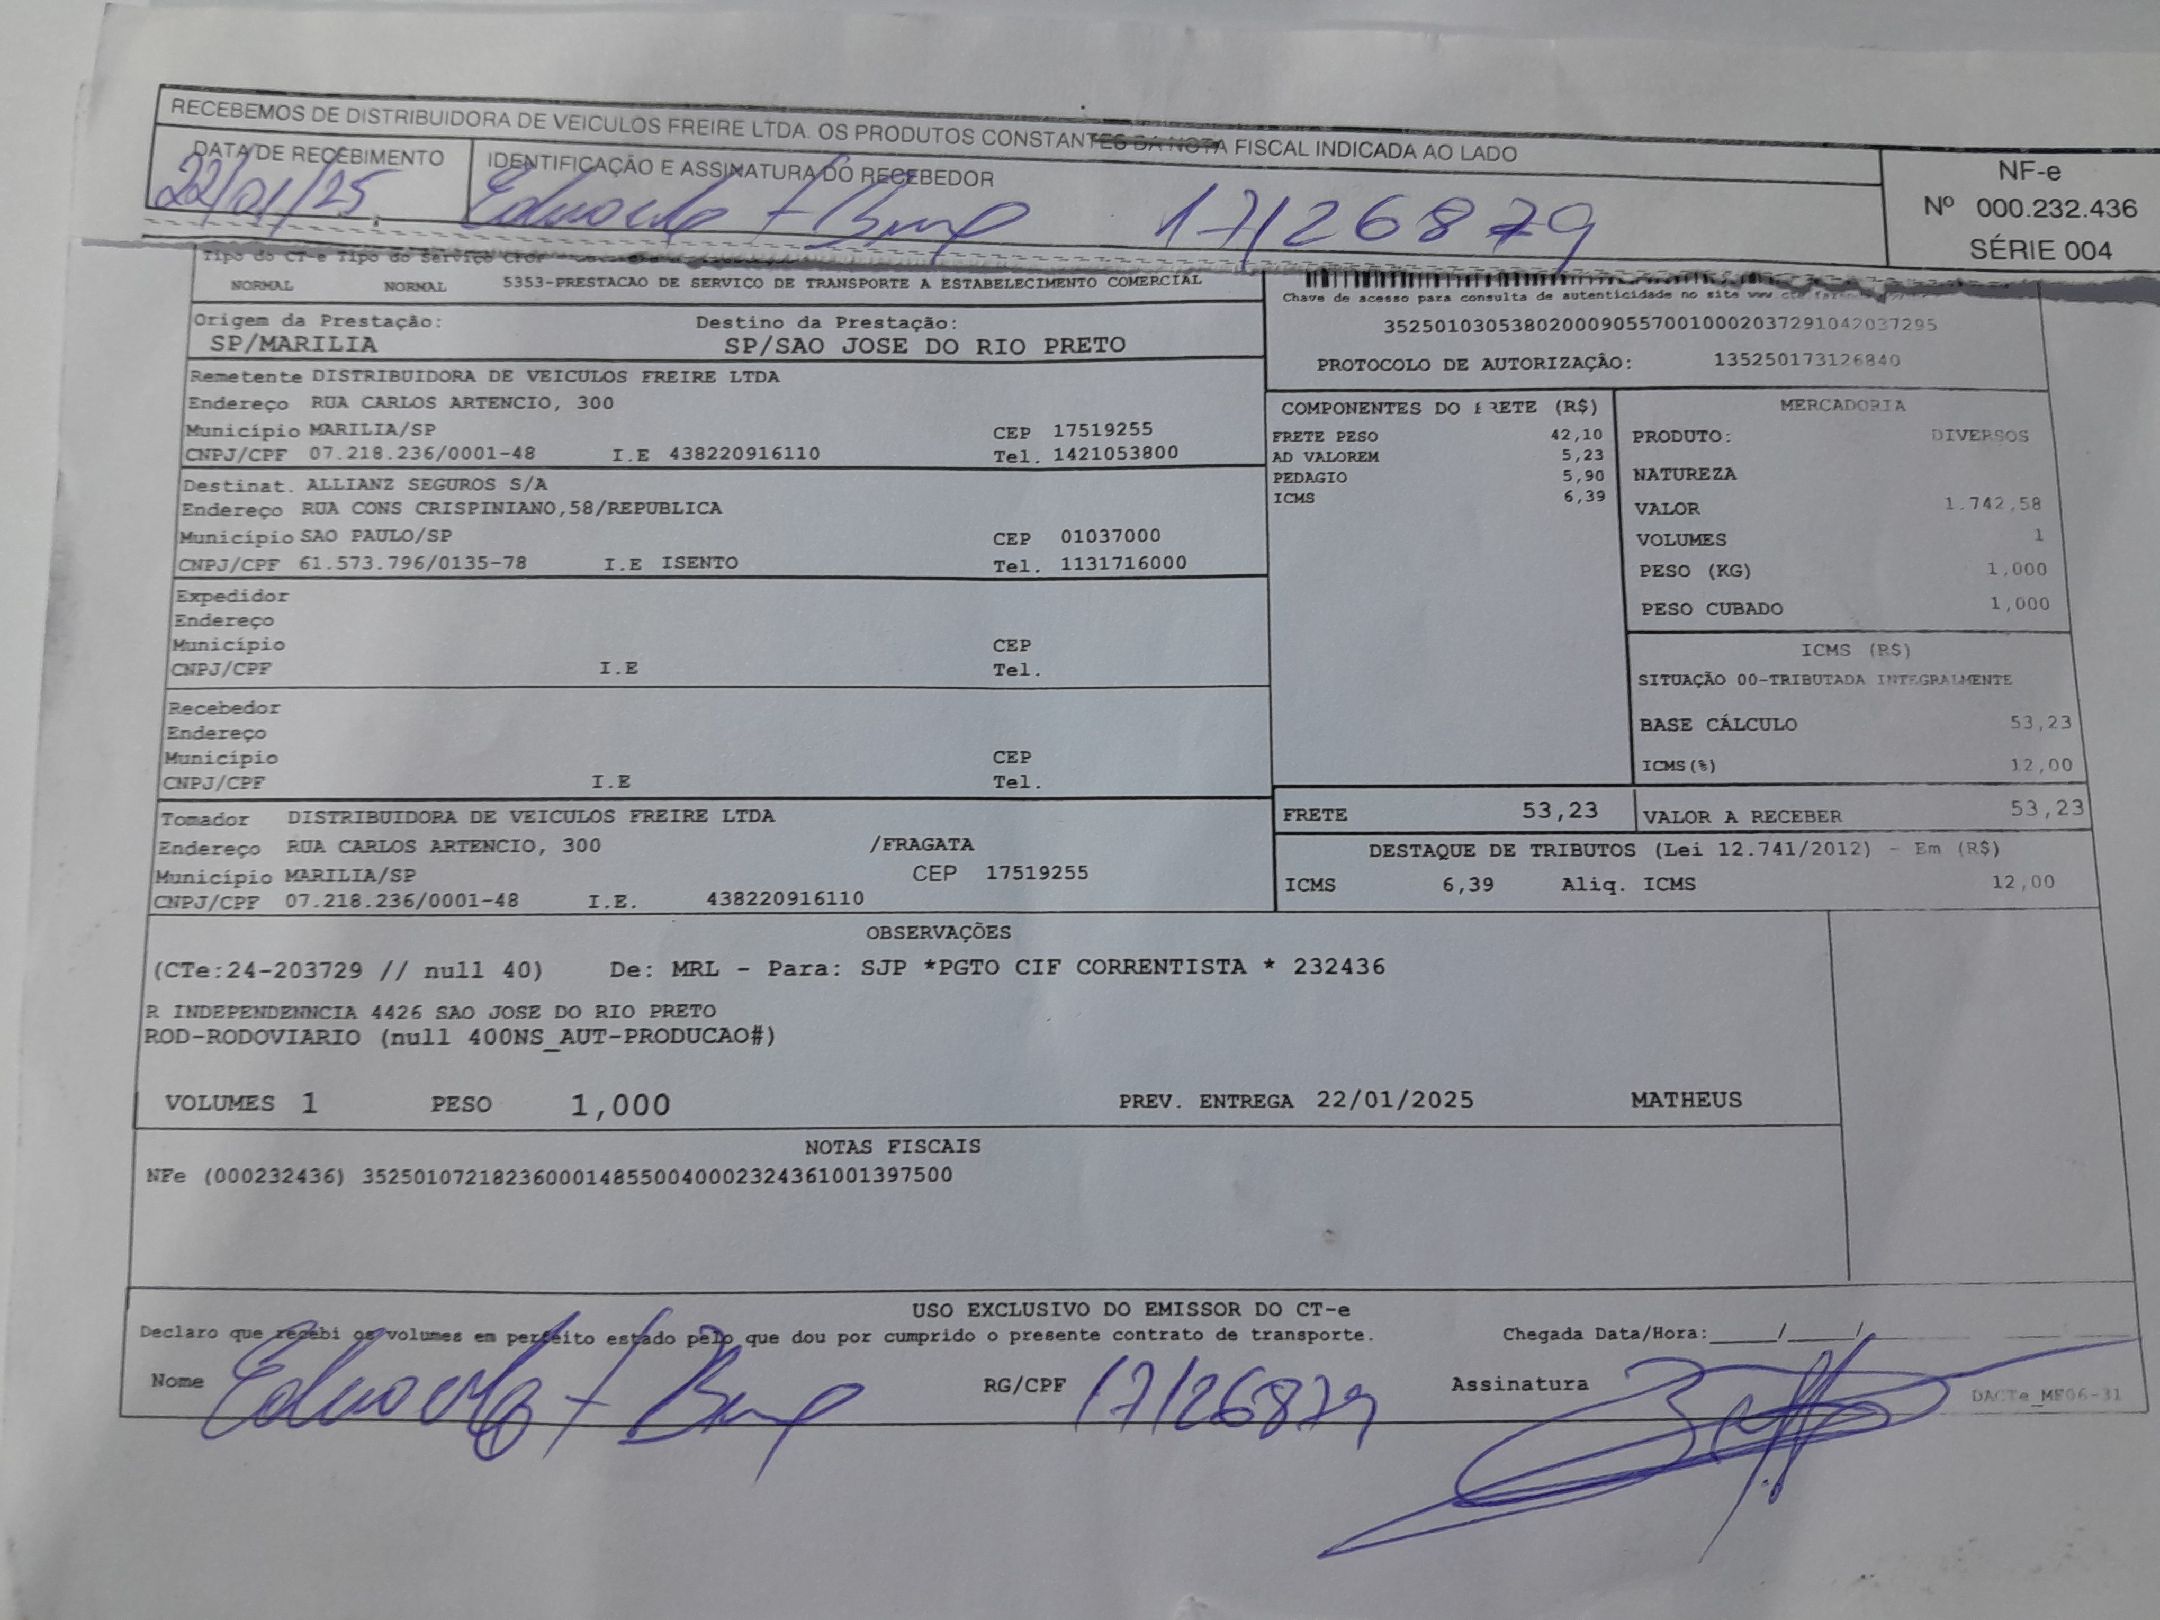 RECEBEMOS DE DISTRIBUIDORA DE VEICULOS FREIRE LTDA. OS PRODUTOS CONSTANTES DA NOTA FISCAL INDICADA AO LADO
DATA DE RECEBIMENTO
22/01/25
IDENTIFICAÇÃO E ASSINATURA DO RECEBEDOR
17126879
NF-e
Nº 000.232.436
SÉRIE 004
Tipo do CT-e Tipo do Serviço CFOP
NORMAL NORMAL 5353-PRESTACAO DE SERVICO DE TRANSPORTE A ESTABELECIMENTO COMERCIAL
Chave de acesso para consulta de autenticidade no site
35250103053802000905570010002037291042037295
PROTOCOLO DE AUTORIZAÇÃO: 135250173126840
Origem da Prestação: Destino da Prestação:
SP/MARILIA SP/SAO JOSE DO RIO PRETO
Remetente DISTRIBUIDORA DE VEICULOS FREIRE LTDA
Endereço RUA CARLOS ARTENCIO, 300
Município MARILIA/SP CEP 17519255
CNPJ/CPF 07.218.236/0001-48 I.E 438220916110 Tel. 1421053800
Destinat. ALLIANZ SEGUROS S/A
Endereço RUA CONS CRISPINIANO,58/REPUBLICA
Município SAO PAULO/SP CEP 01037000
CNPJ/CPF 61.573.796/0135-78 I.E ISENTO Tel. 1131716000
Expedidor
Endereço
Município CEP
CNPJ/CPF I.E Tel.
Recebedor
Endereço
Município CEP
CNPJ/CPF I.E Tel.
Tomador DISTRIBUIDORA DE VEICULOS FREIRE LTDA
Endereço RUA CARLOS ARTENCIO, 300 /FRAGATA
Município MARILIA/SP CEP 17519255
CNPJ/CPF 07.218.236/0001-48 I.E. 438220916110
COMPONENTES DO FRETE (R$)
FRETE PESO 42,10
AD VALOREM 5,23
PEDAGIO 5,90
ICMS 6,39
MERCADORIA
PRODUTO: DIVERSOS
NATUREZA
VALOR 1.742,58
VOLUMES 1
PESO (KG) 1,000
PESO CUBADO 1,000
ICMS (R$)
SITUAÇÃO 00-TRIBUTADA INTEGRALMENTE
BASE CÁLCULO 53,23
ICMS(%) 12,00
FRETE 53,23 VALOR A RECEBER 53,23
DESTAQUE DE TRIBUTOS (Lei 12.741/2012) - Em (R$)
ICMS 6,39 Aliq. ICMS 12,00
OBSERVAÇÕES
(CTe:24-203729 // null 40) De: MRL - Para: SJP *PGTO CIF CORRENTISTA * 232436
R INDEPENDENNCIA 4426 SAO JOSE DO RIO PRETO
ROD-RODOVIARIO (null 400NS_AUT-PRODUCAO#)
VOLUMES 1 PESO 1,000 PREV. ENTREGA 22/01/2025 MATHEUS
NOTAS FISCAIS
NFe (000232436) 35250107218236000148550040002324361001397500
USO EXCLUSIVO DO EMISSOR DO CT-e
Declaro que recebi os volumes em perfeito estado pelo que dou por cumprido o presente contrato de transporte. Chegada Data/Hora:____/____/
Nome RG/CPF 17126879 Assinatura
DACTe_MF06-31